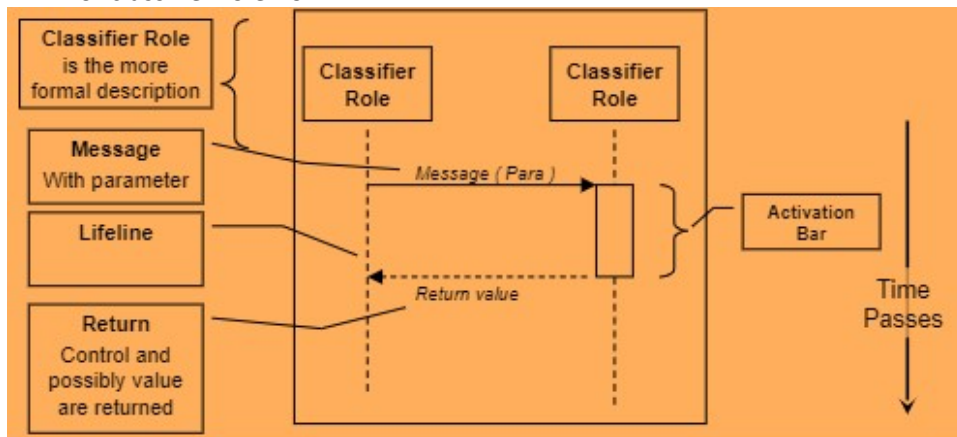 Classifier Role
is the more
formal description
Classifier
Role
Classifier
Role
Message
With parameter
Message ( Para )
Lifeline
Activation
Bar
Return value
Time
Passes
Return
Control and
possibly value
are returned